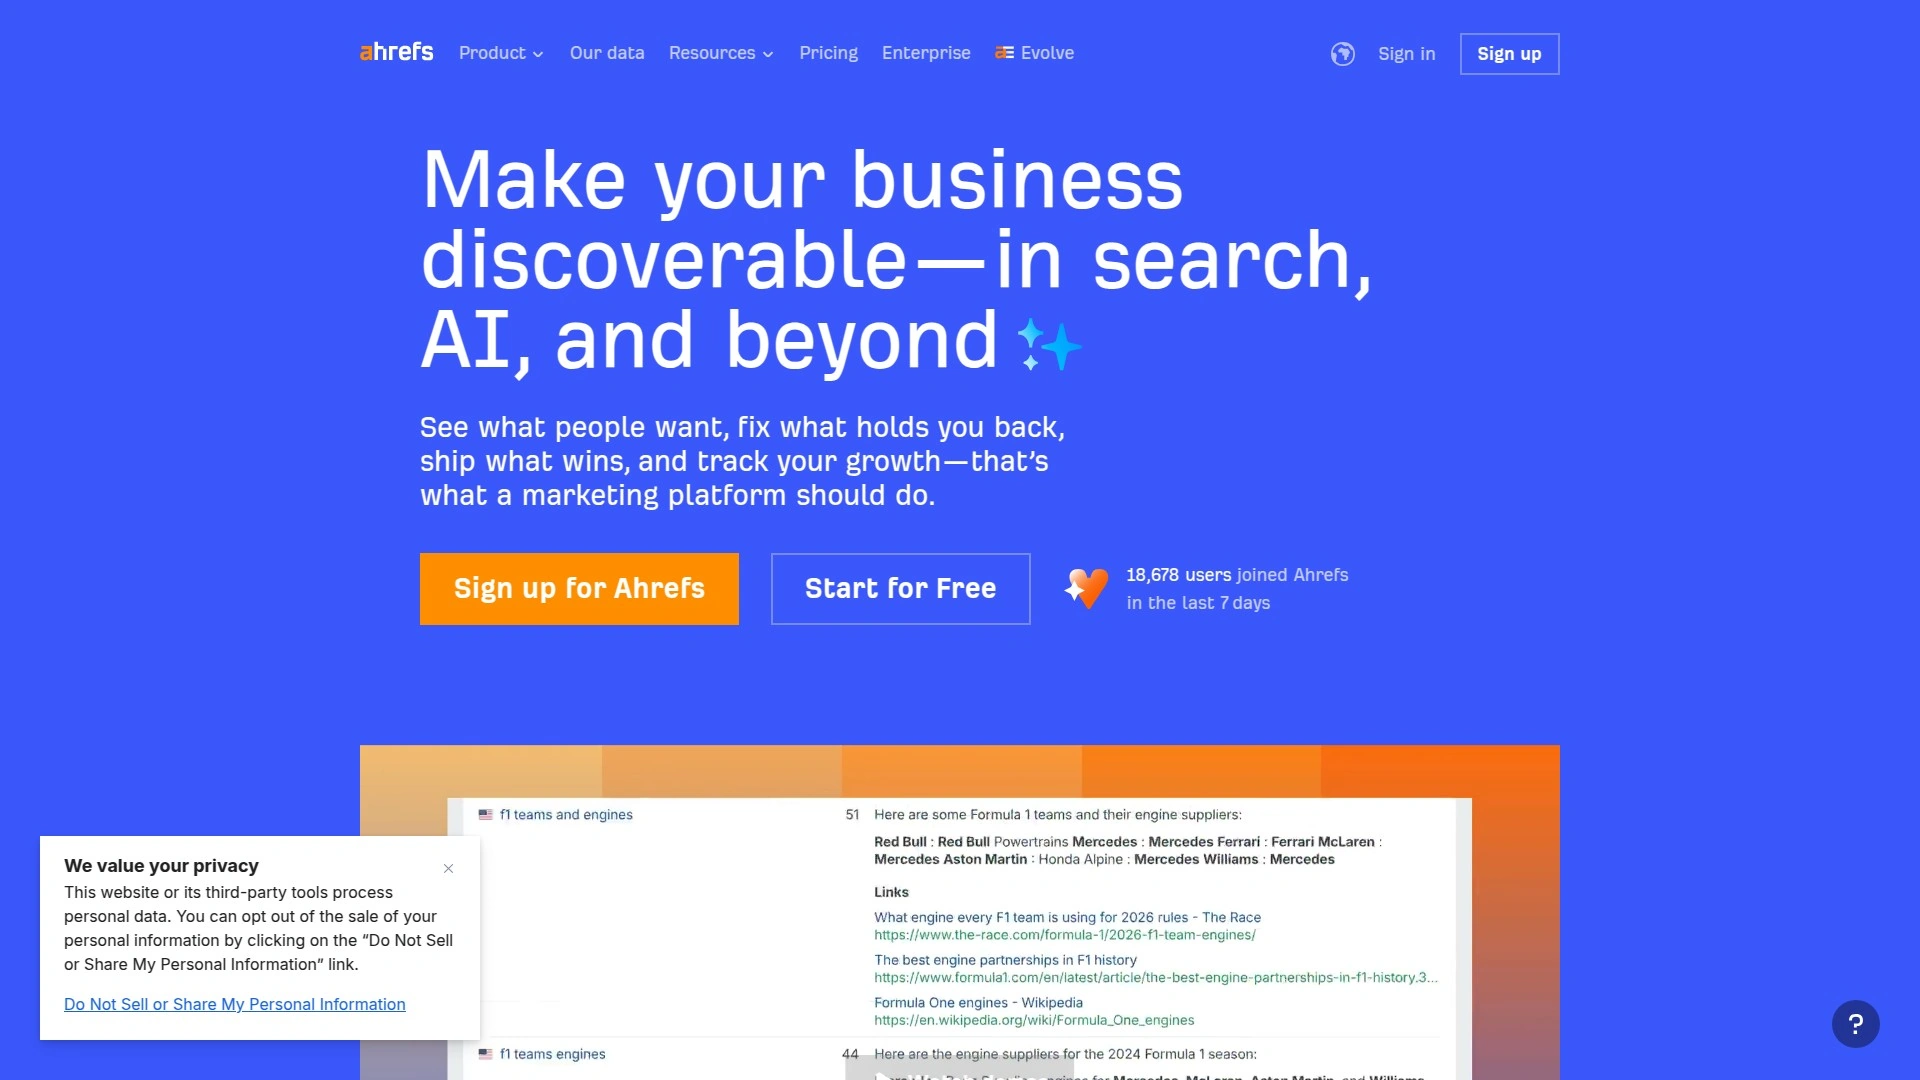 ahrefs
Product
Our data
Resources
Pricing
Enterprise
Evolve
Sign in
Sign up
Make your business
discoverable—in search,
AI, and beyond
See what people want, fix what holds you back,
ship what wins, and track your growth—that's
what a marketing platform should do.
Sign up for Ahrefs
Start for Free
18,678 users joined Ahrefs
in the last 7 days
f1 teams and engines
51
Here are some Formula 1 teams and their engine suppliers:
Red Bull : Red Bull Powertrains Mercedes : Mercedes Ferrari : Ferrari McLaren :
Mercedes Aston Martin : Honda Alpine : Mercedes Williams : Mercedes
Links
What engine every F1 team is using for 2026 rules - The Race
https://www.the-race.com/formula-1/2026-f1-team-engines/
The best engine partnerships in F1 history
https://www.formula1.com/en/latest/article/the-best-engine-partnerships-in-f1-history.3...
Formula One engines - Wikipedia
https://en.wikipedia.org/wiki/Formula_One_engines
f1 teams engines
44
Here are the engine suppliers for the 2024 Formula 1 season:
We value your privacy
This website or its third-party tools process
personal data. You can opt out of the sale of your
personal information by clicking on the “Do Not Sell
or Share My Personal Information” link.
Do Not Sell or Share My Personal Information
?